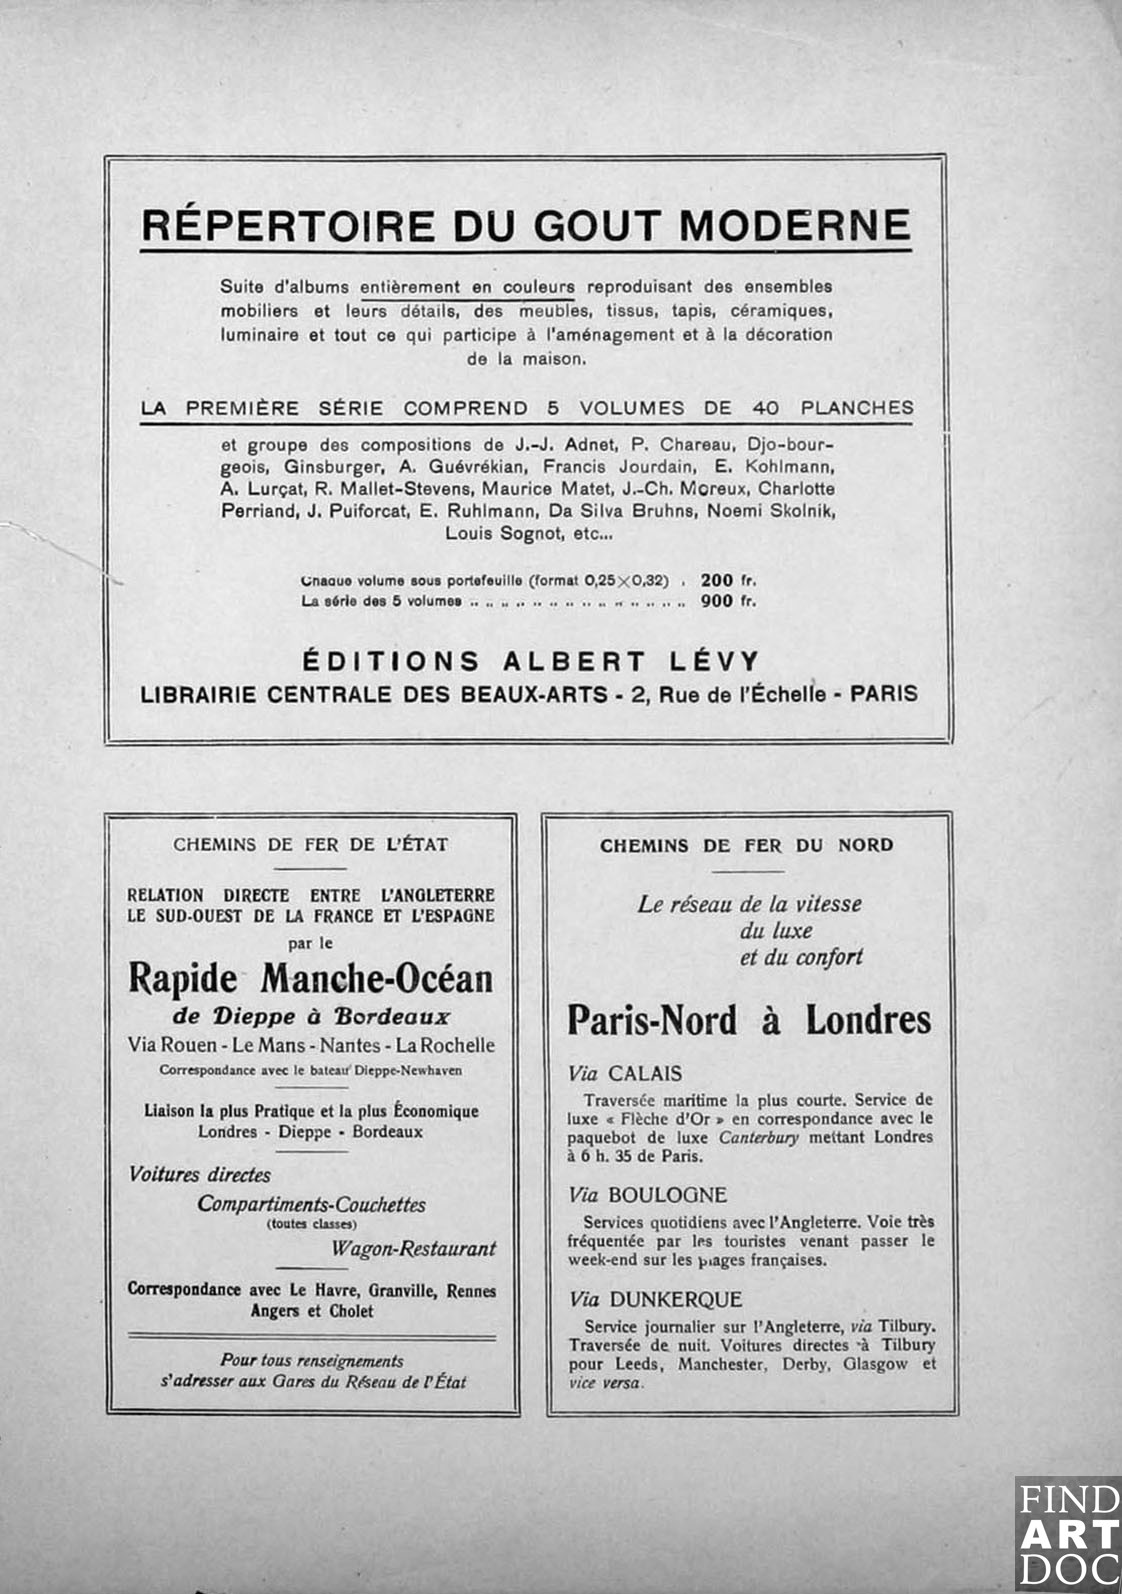 RÉPERTOIRE DU GOUT MODERNE
Suite d'albums entièrement en couleurs reproduisant des ensembles
mobiliers et leurs détails, des meubles, tissus, tapis, céramiques,
luminaire et tout ce qui participe à l'aménagement et à la décoration
de la maison.
LA PREMIÈRE SÉRIE COMPREND 5 VOLUMES DE 40 PLANCHES
et groupe des compositions de J.-J. Adnet, P. Chareau, Djo-bour-
geois, Ginsburger, A. Guévrékian, Francis Jourdain, E. Kohlmann,
A. Lurçat, R. Mallet-Stevens, Maurice Matet, J.-Ch. Moreux, Charlotte
Perriand, J. Puiforcat, E. Ruhlmann, Da Silva Bruhns, Noemi Skolnik,
Louis Sognot, etc...
Chaque volume sous portefeuille (format 0,25×0,32) . 200 fr.
La série des 5 volumes .. .. .. .. .. .. .. .. .. .. .. .. .. .. 900 fr.
ÉDITIONS ALBERT LÉVY
LIBRAIRIE CENTRALE DES BEAUX-ARTS - 2, Rue de l'Échelle - PARIS
CHEMINS DE FER DE L'ÉTAT
RELATION DIRECTE ENTRE L'ANGLETERRE
LE SUD-OUEST DE LA FRANCE ET L'ESPAGNE
par le
Rapide Manche-Océan
de Dieppe à Bordeaux
Via Rouen - Le Mans - Nantes - La Rochelle
Correspondance avec le bateau Dieppe-Newhaven
Liaison la plus Pratique et la plus Économique
Londres - Dieppe - Bordeaux
Voitures directes
Compartiments-Couchettes
(toutes classes)
Wagon-Restaurant
Correspondance avec Le Havre, Granville, Rennes
Angers et Cholet
Pour tous renseignements
s'adresser aux Gares du Réseau de l'État
CHEMINS DE FER DU NORD
Le réseau de la vitesse
du luxe
et du confort
Paris-Nord à Londres
Via CALAIS
Traversée maritime la plus courte. Service de
luxe « Flèche d'Or » en correspondance avec le
paquebot de luxe Canterbury mettant Londres
à 6 h. 35 de Paris.
Via BOULOGNE
Services quotidiens avec l'Angleterre. Voie très
fréquentée par les touristes venant passer le
week-end sur les plages françaises.
Via DUNKERQUE
Service journalier sur l'Angleterre, via Tilbury.
Traversée de nuit. Voitures directes à Tilbury
pour Leeds, Manchester, Derby, Glasgow et
vice versa.
FIND
ART
DOC